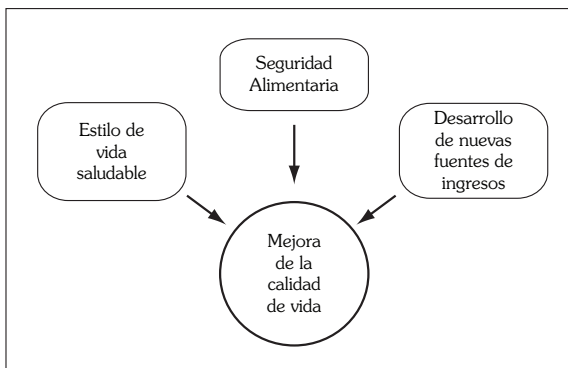 Seguridad
Alimentaria
Estilo de
vida
saludable
Desarrollo
de nuevas
fuentes de
ingresos
Mejora
de la
calidad
de vida